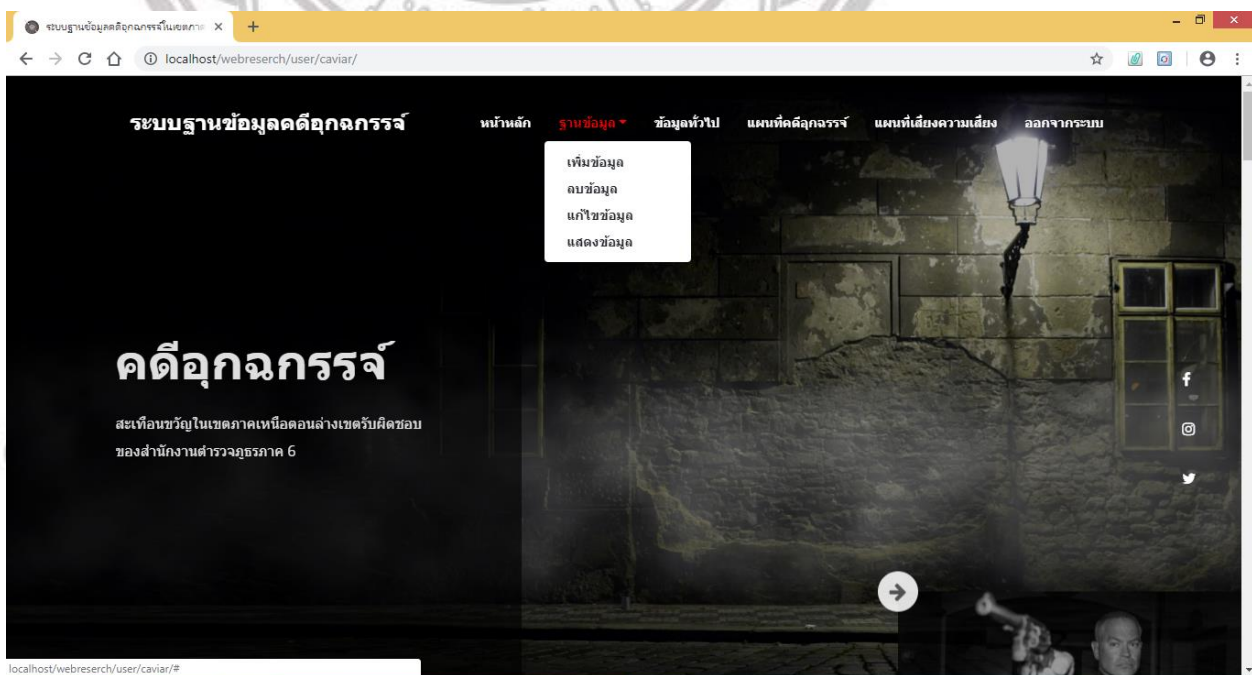 ระบบฐานข้อมูลคดีอุกฉกรรจ์ในเขตภาค
localhost/webreserch/user/caviar/
ระบบฐานข้อมูลคดีอุกฉกรรจ์
หน้าหลัก ฐานข้อมูล ข้อมูลทั่วไป แผนที่คดีอุกฉรรจ์ แผนที่เสี่ยงความเสี่ยง ออกจากระบบ
เพิ่มข้อมูล
ลบข้อมูล
แก้ไขข้อมูล
แสดงข้อมูล
คดีอุกฉกรรจ์
สะเทือนขวัญในเขตภาคเหนือตอนล่างเขตรับผิดชอบ
ของสำนักงานตำรวจภูธรภาค 6
localhost/webreserch/user/caviar/#